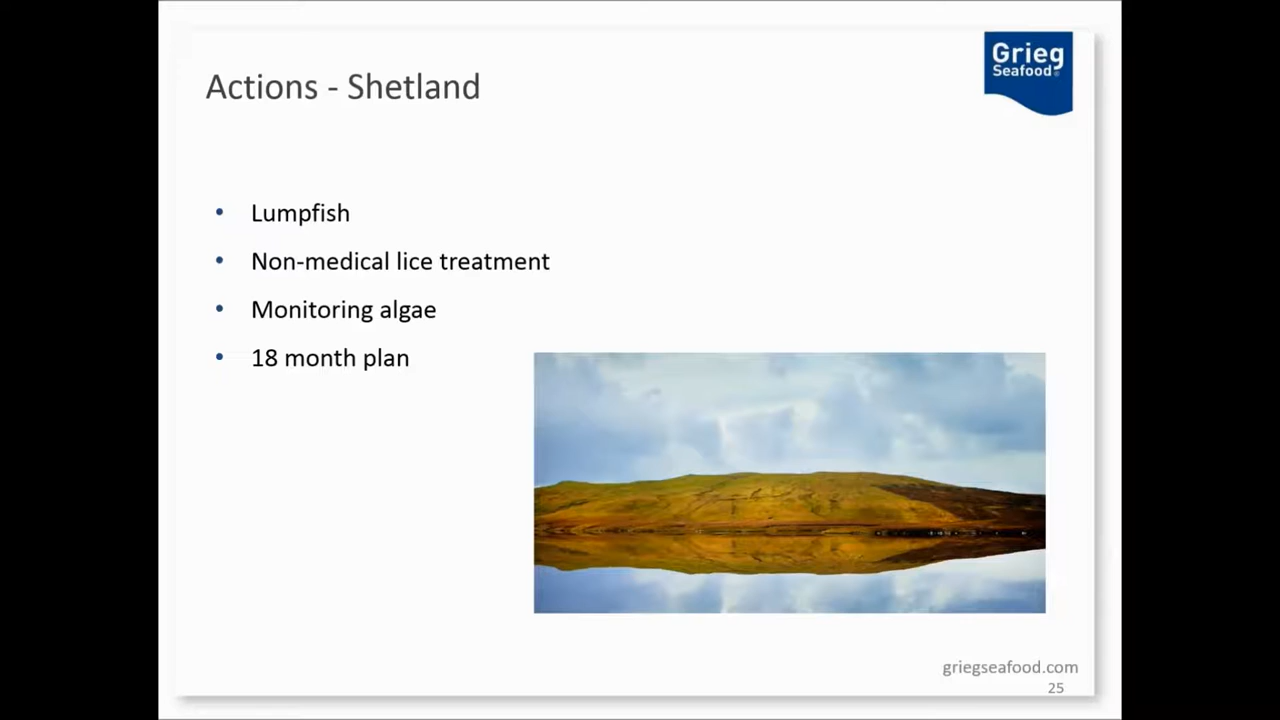 Grieg
Seafood®
Actions - Shetland
• Lumpfish
• Non-medical lice treatment
• Monitoring algae
• 18 month plan
griegseafood.com
25